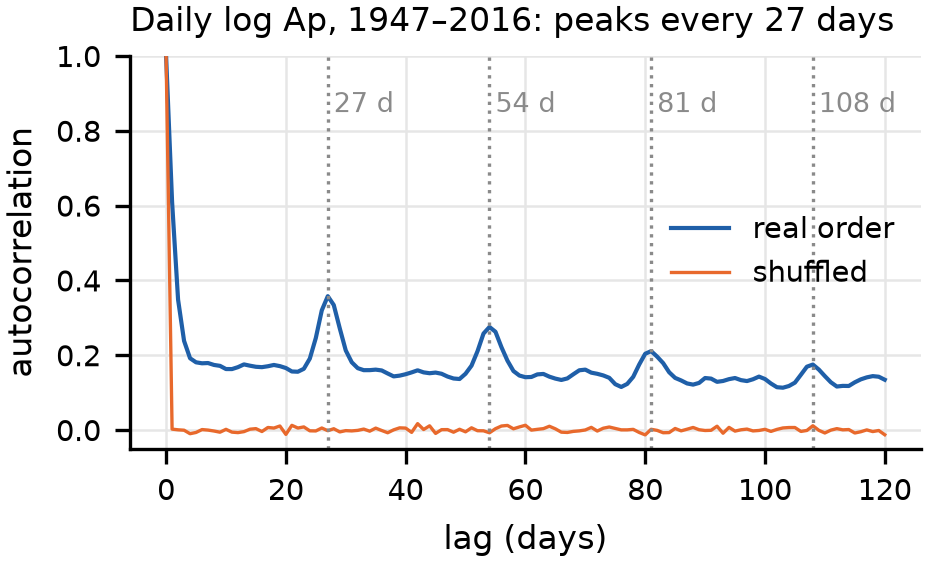 Daily log Ap, 1947–2016: peaks every 27 days
1.0
27 d 54 d 81 d 108 d
0.8
0.6
real order
shuffled
0.4
0.2
0.0
autocorrelation
0 20 40 60 80 100 120
lag (days)